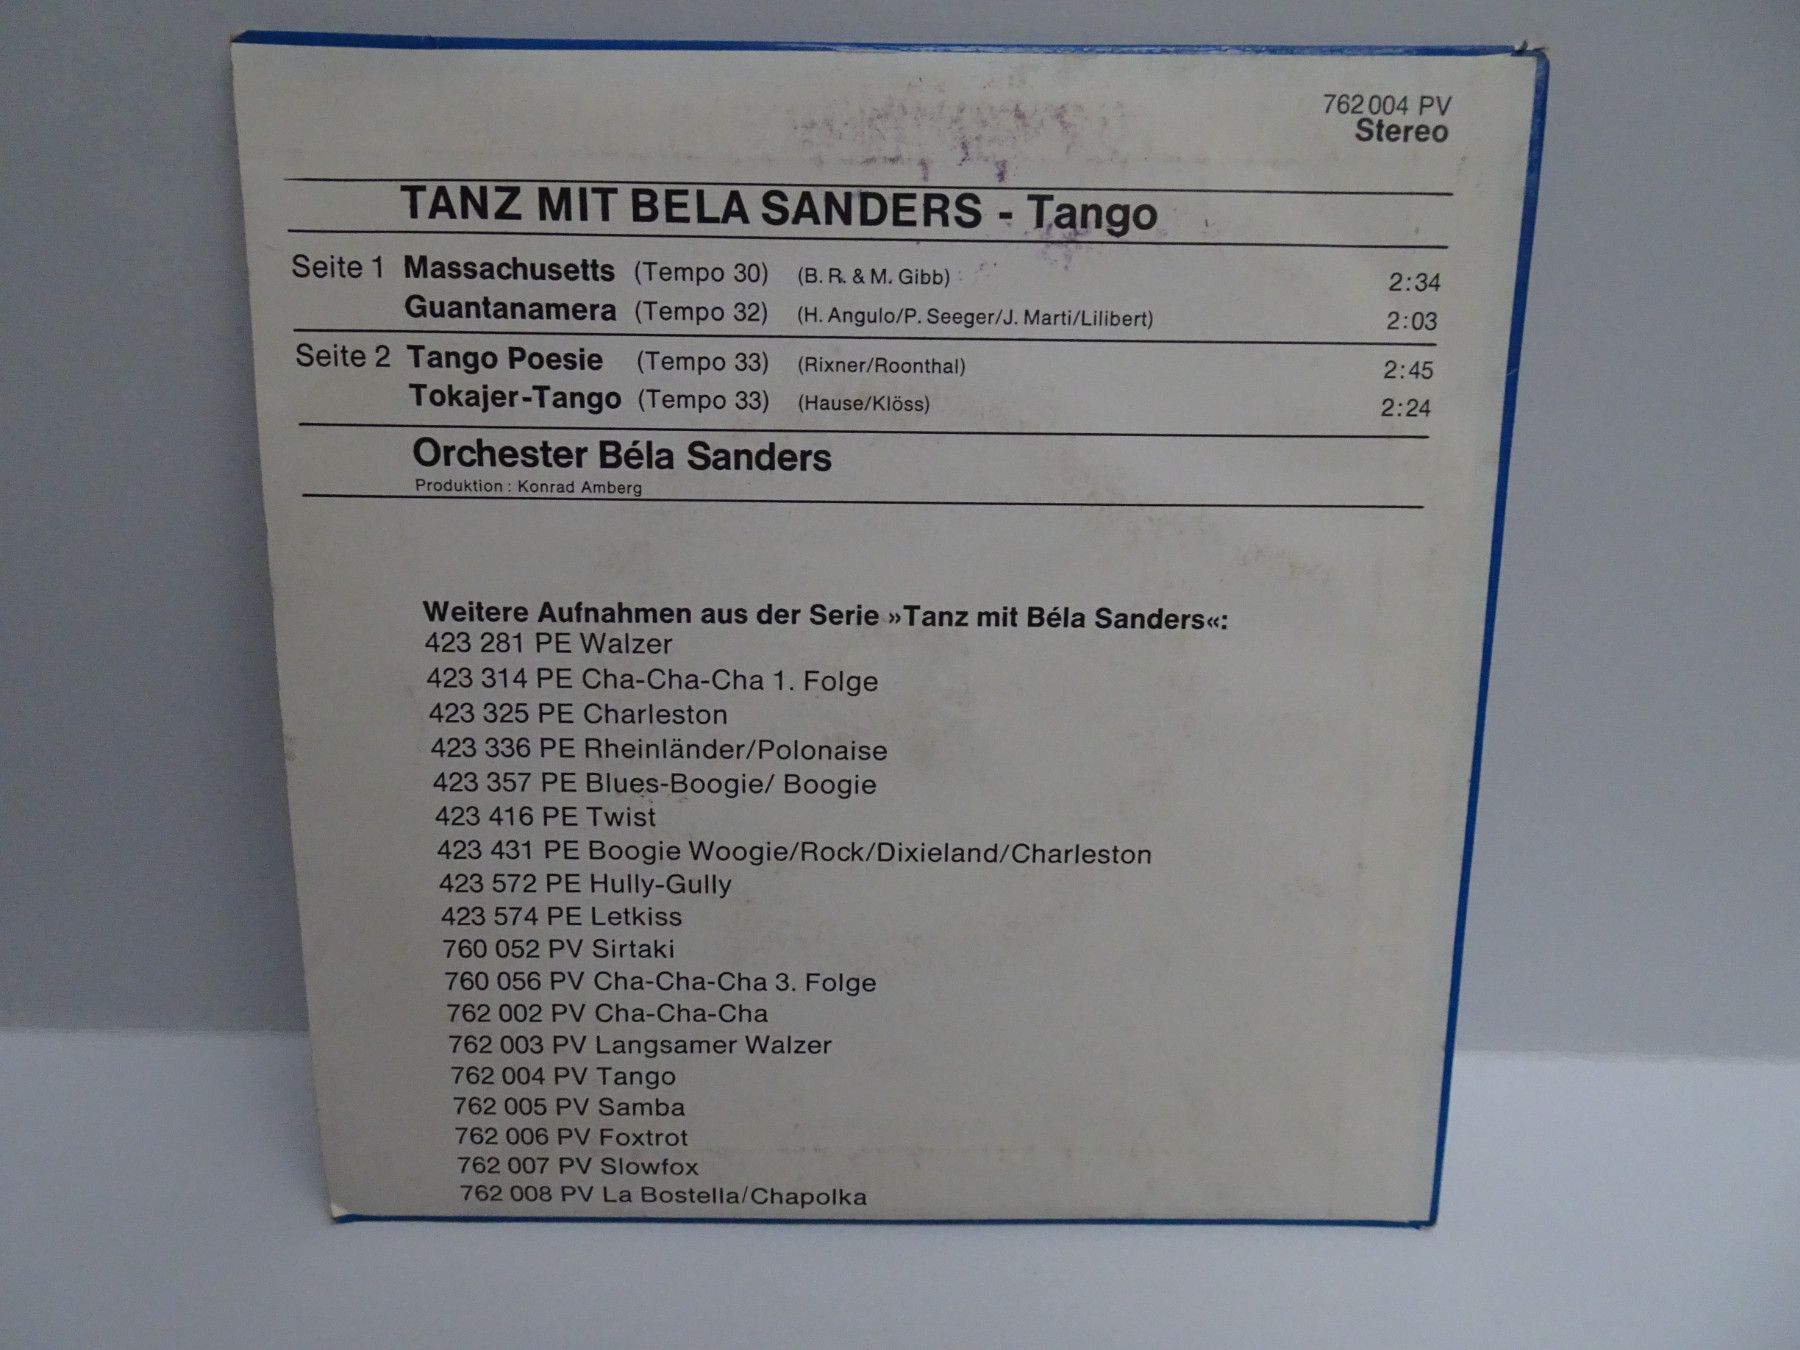 762 004 PV
Stereo
TANZ MIT BELA SANDERS - Tango
Seite 1 Massachusetts (Tempo 30) (B. R. & M. Gibb) 2:34
Guantanamera (Tempo 32) (H. Angulo/P. Seeger/J. Marti/Lilibert) 2:03
Seite 2 Tango Poesie (Tempo 33) (Rixner/Roonthal) 2:45
Tokajer-Tango (Tempo 33) (Hause/Klöss) 2:24
Orchester Béla Sanders
Produktion: Konrad Amberg
Weitere Aufnahmen aus der Serie »Tanz mit Béla Sanders«:
423 281 PE Walzer
423 314 PE Cha-Cha-Cha 1. Folge
423 325 PE Charleston
423 336 PE Rheinländer/Polonaise
423 357 PE Blues-Boogie/ Boogie
423 416 PE Twist
423 431 PE Boogie Woogie/Rock/Dixieland/Charleston
423 572 PE Hully-Gully
423 574 PE Letkiss
760 052 PV Sirtaki
760 056 PV Cha-Cha-Cha 3. Folge
762 002 PV Cha-Cha-Cha
762 003 PV Langsamer Walzer
762 004 PV Tango
762 005 PV Samba
762 006 PV Foxtrot
762 007 PV Slowfox
762 008 PV La Bostella/Chapolka